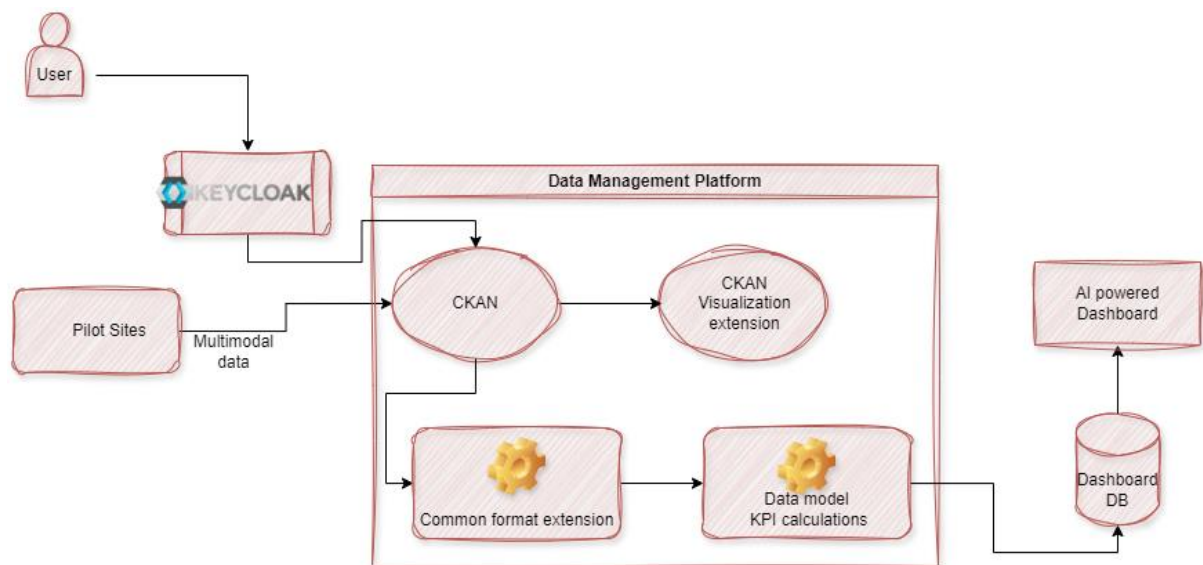 User
KEYCLOAK
Data Management Platform
Pilot Sites
Multimodal
data
CKAN
CKAN
Visualization
extension
AI powered
Dashboard
Common format extension
Data model
KPI calculations
Dashboard
DB